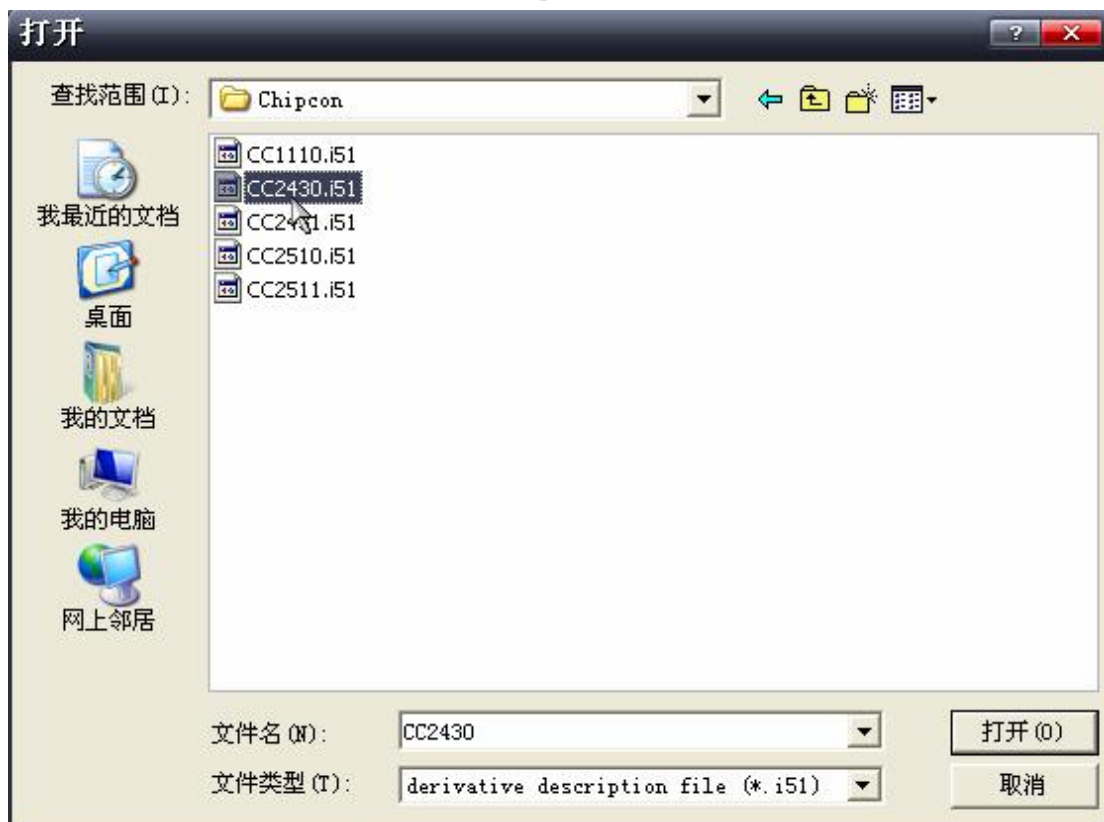 打开
查找范围(I):
Chipcon
CC1110.i51
CC2430.i51
CC2431.i51
CC2510.i51
CC2511.i51
我最近的文档
桌面
我的文档
我的电脑
网上邻居
文件名(N):
CC2430
打开(O)
文件类型(T):
derivative description file (*.i51)
取消